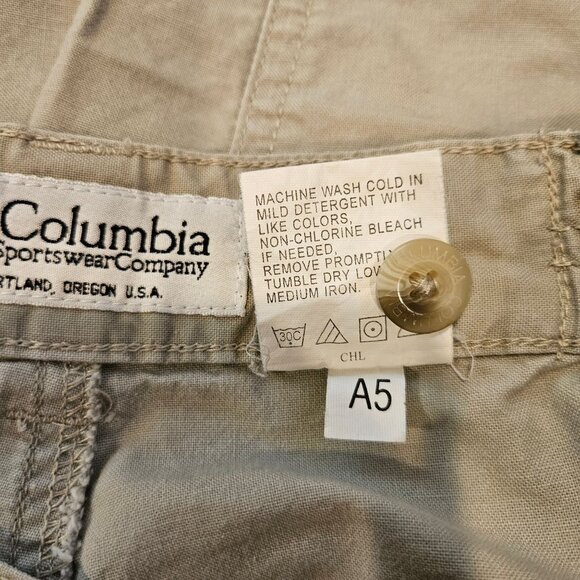 Columbia
SportswearCompany
RTLAND, OREGON U.S.A.
MACHINE WASH COLD IN
MILD DETERGENT WITH
LIKE COLORS,
NON-CHLORINE BLEACH
IF NEEDED.
REMOVE PROMPTL
TUMBLE DRY LOW
MEDIUM IRON.
30C
CHL
A5